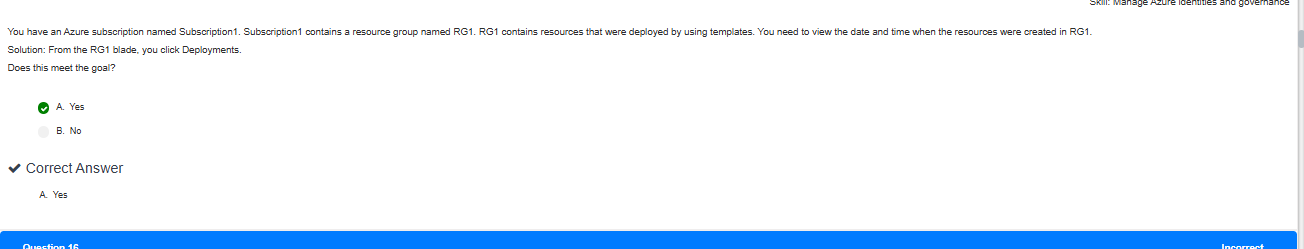 Skill: Manage Azure identities and governance
You have an Azure subscription named Subscription1. Subscription1 contains a resource group named RG1. RG1 contains resources that were deployed by using templates. You need to view the date and time when the resources were created in RG1.
Solution: From the RG1 blade, you click Deployments.
Does this meet the goal?
A. Yes
B. No
Correct Answer
A. Yes
Question 16 Incorrect